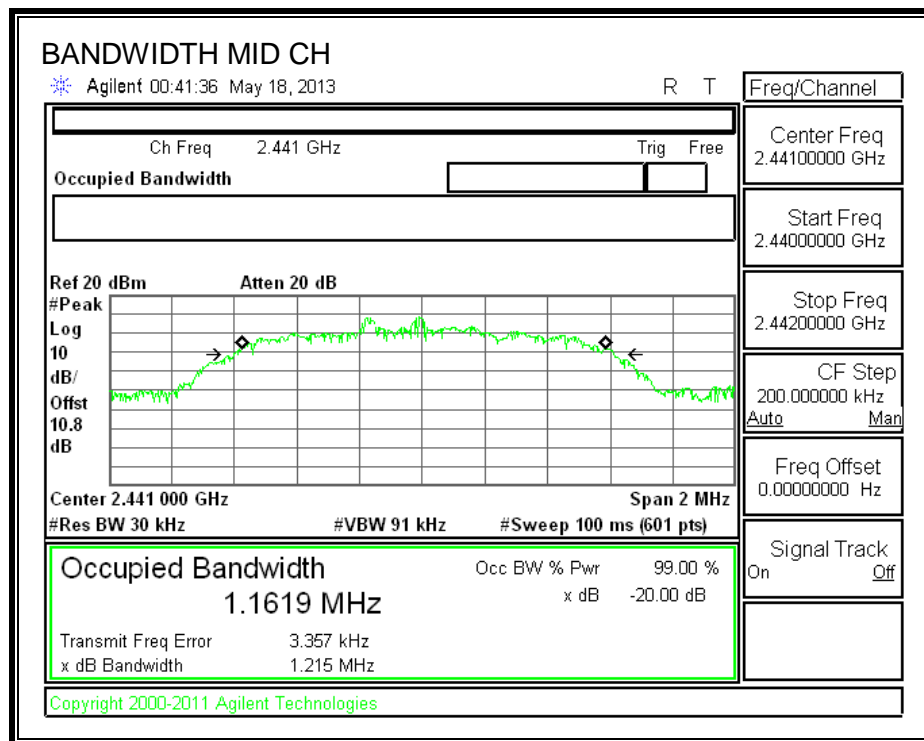 BANDWIDTH MID CH
Agilent 00:41:36 May 18, 2013 R T
Freq/Channel
Ch Freq 2.441 GHz Trig Free
Occupied Bandwidth
Center Freq
2.44100000 GHz
Start Freq
2.44000000 GHz
Stop Freq
2.44200000 GHz
CF Step
200.000000 kHz
Auto Man
Freq Offset
0.00000000 Hz
Signal Track
On Off
Ref 20 dBm Atten 20 dB
#Peak
Log
10
dB/
Offst
10.8
dB
Center 2.441 000 GHz Span 2 MHz
#Res BW 30 kHz #VBW 91 kHz #Sweep 100 ms (601 pts)
Occupied Bandwidth Occ BW % Pwr 99.00 %
1.1619 MHz x dB -20.00 dB
Transmit Freq Error 3.357 kHz
x dB Bandwidth 1.215 MHz
Copyright 2000-2011 Agilent Technologies